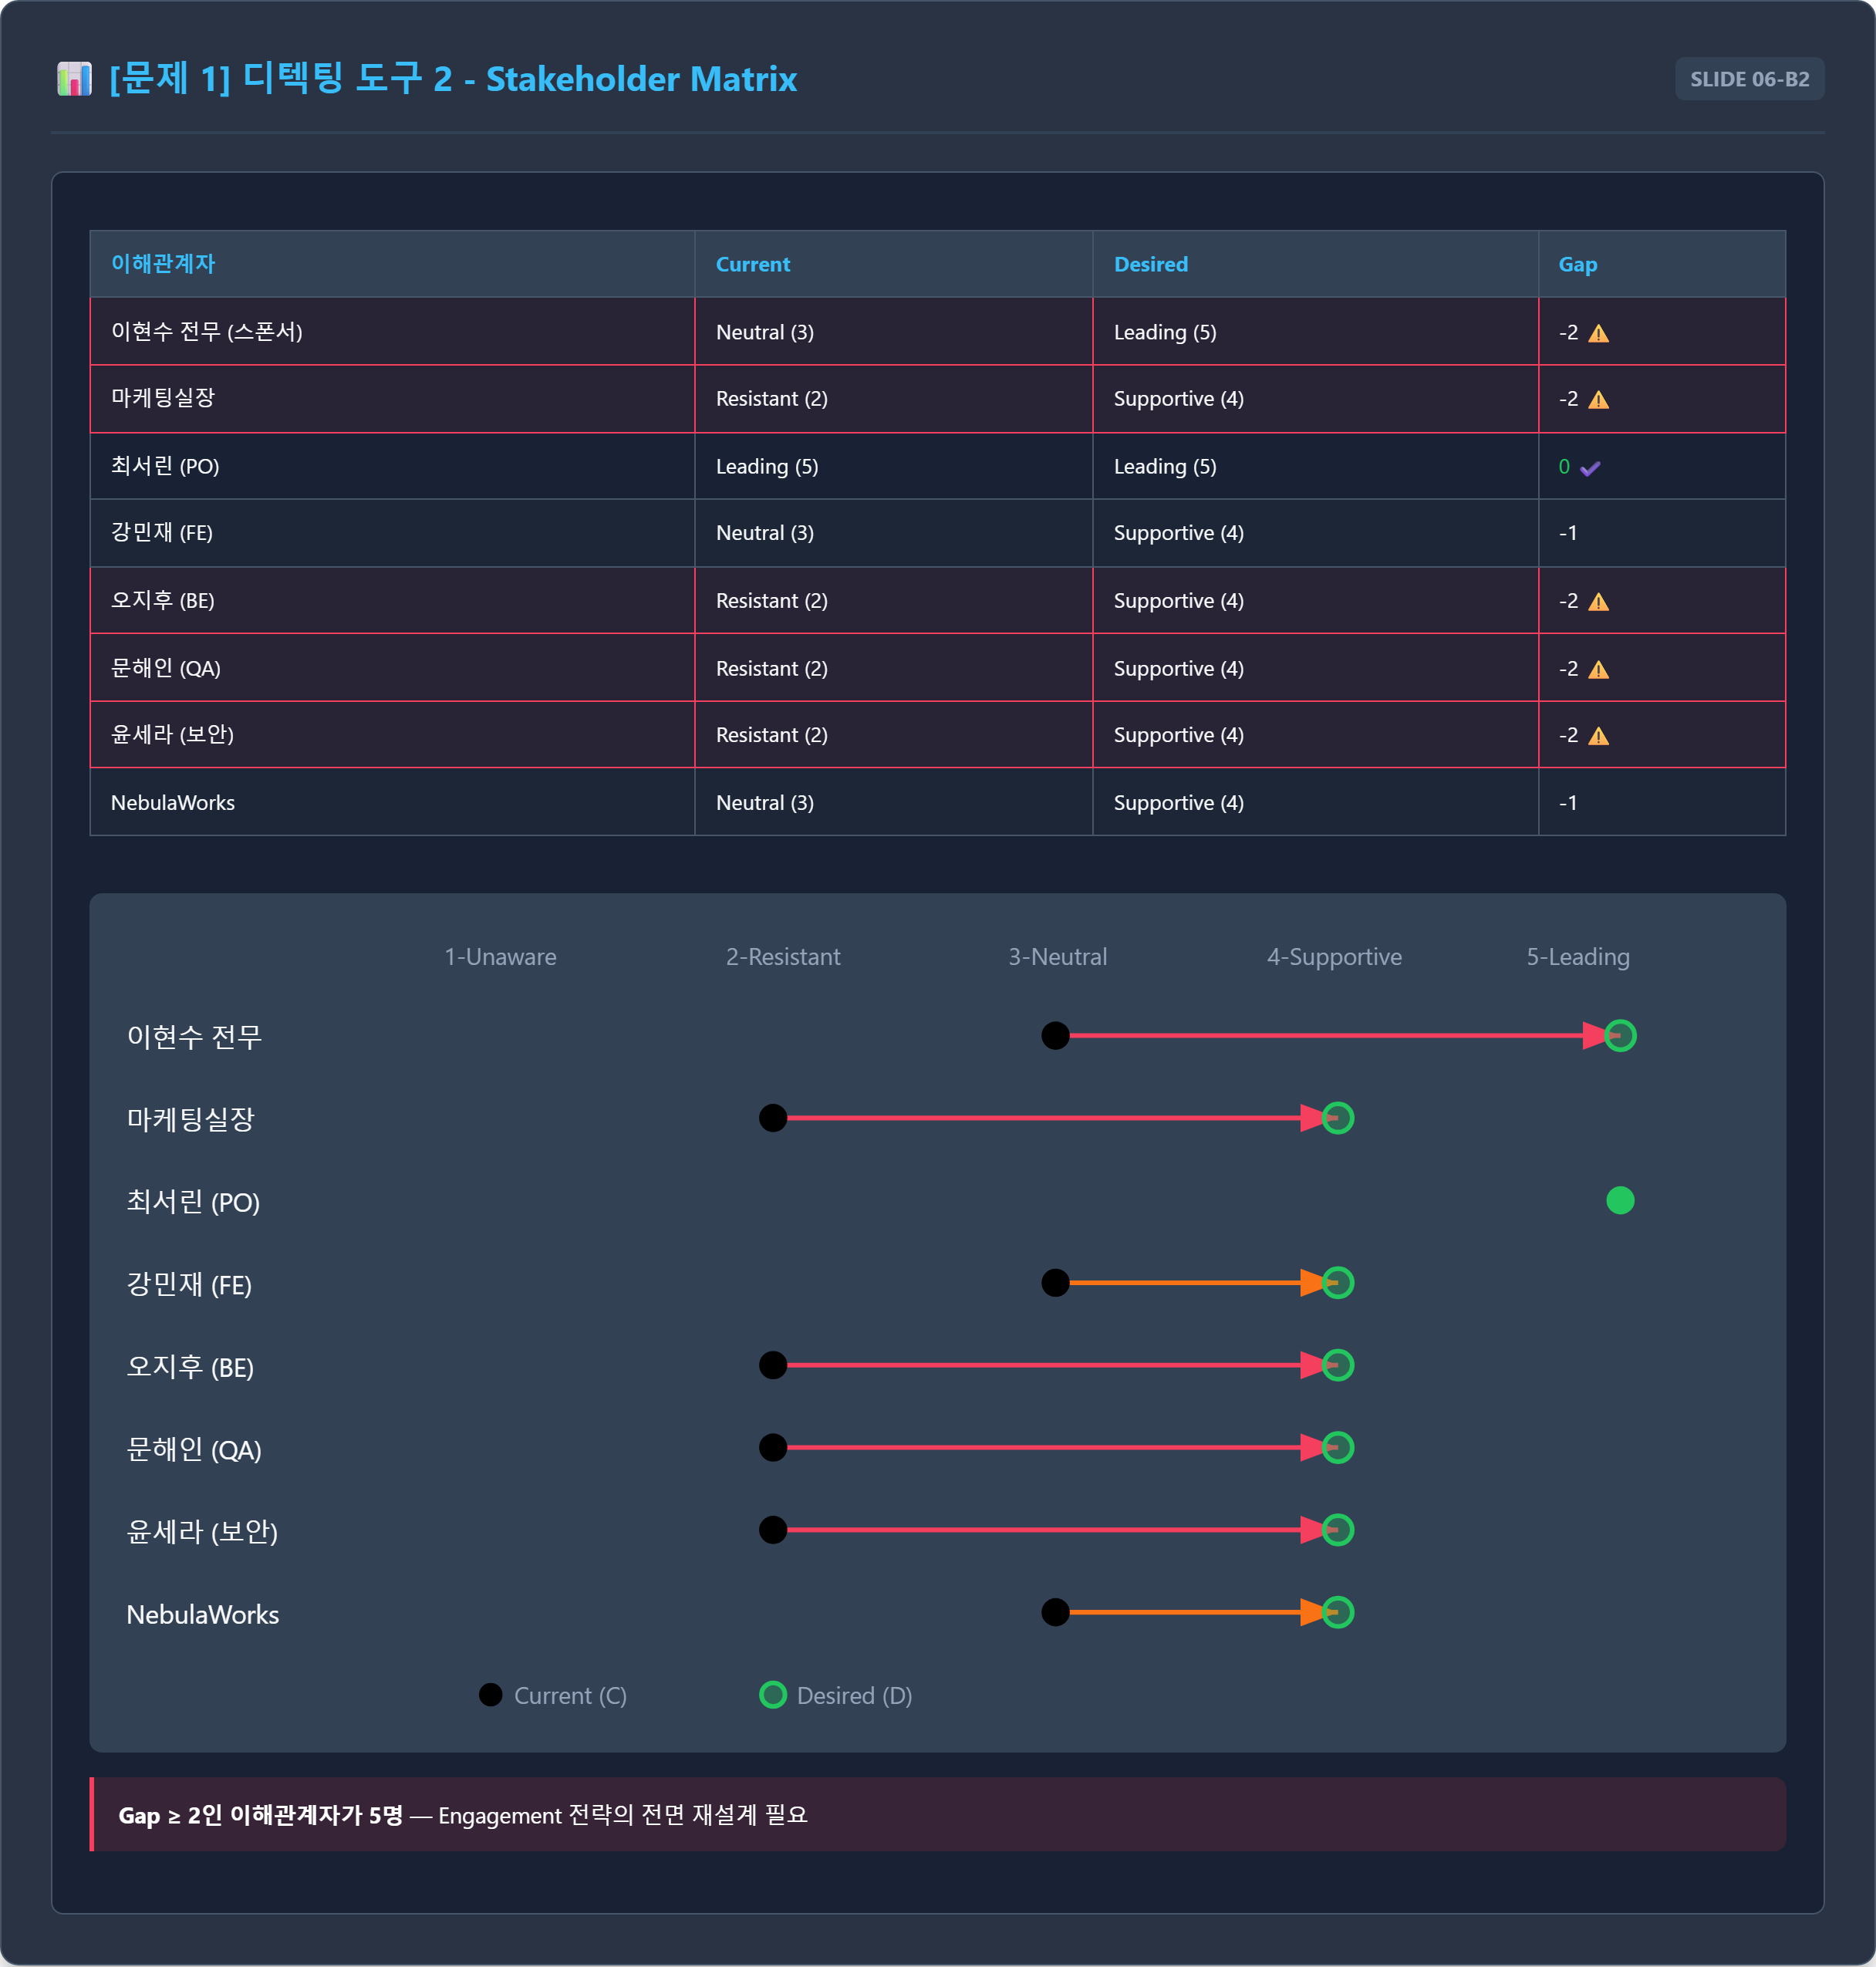 [문제 1] 디텍팅 도구 2 - Stakeholder Matrix
SLIDE 06-B2
이해관계자 Current Desired Gap
이현수 전무 (스폰서) Neutral (3) Leading (5) -2
마케팅실장 Resistant (2) Supportive (4) -2
최서린 (PO) Leading (5) Leading (5) 0
강민재 (FE) Neutral (3) Supportive (4) -1
오지후 (BE) Resistant (2) Supportive (4) -2
문해인 (QA) Resistant (2) Supportive (4) -2
윤세라 (보안) Resistant (2) Supportive (4) -2
NebulaWorks Neutral (3) Supportive (4) -1
1-Unaware 2-Resistant 3-Neutral 4-Supportive 5-Leading
이현수 전무
마케팅실장
최서린 (PO)
강민재 (FE)
오지후 (BE)
문해인 (QA)
윤세라 (보안)
NebulaWorks
Current (C) Desired (D)
Gap ≥ 2인 이해관계자가 5명 — Engagement 전략의 전면 재설계 필요